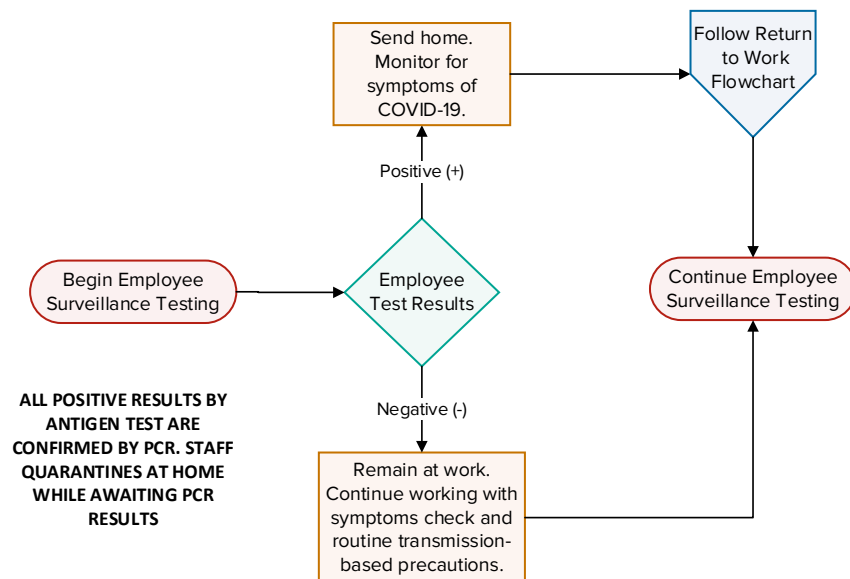 Send home.
Monitor for
symptoms of
COVID-19.
Follow Return
to Work
Flowchart
Positive (+)
Begin Employee
Surveillance Testing
Employee
Test Results
Continue Employee
Surveillance Testing
Negative (-)
ALL POSITIVE RESULTS BY
ANTIGEN TEST ARE
CONFIRMED BY PCR. STAFF
QUARANTINES AT HOME
WHILE AWAITING PCR
RESULTS
Remain at work.
Continue working with
symptoms check and
routine transmission-
based precautions.